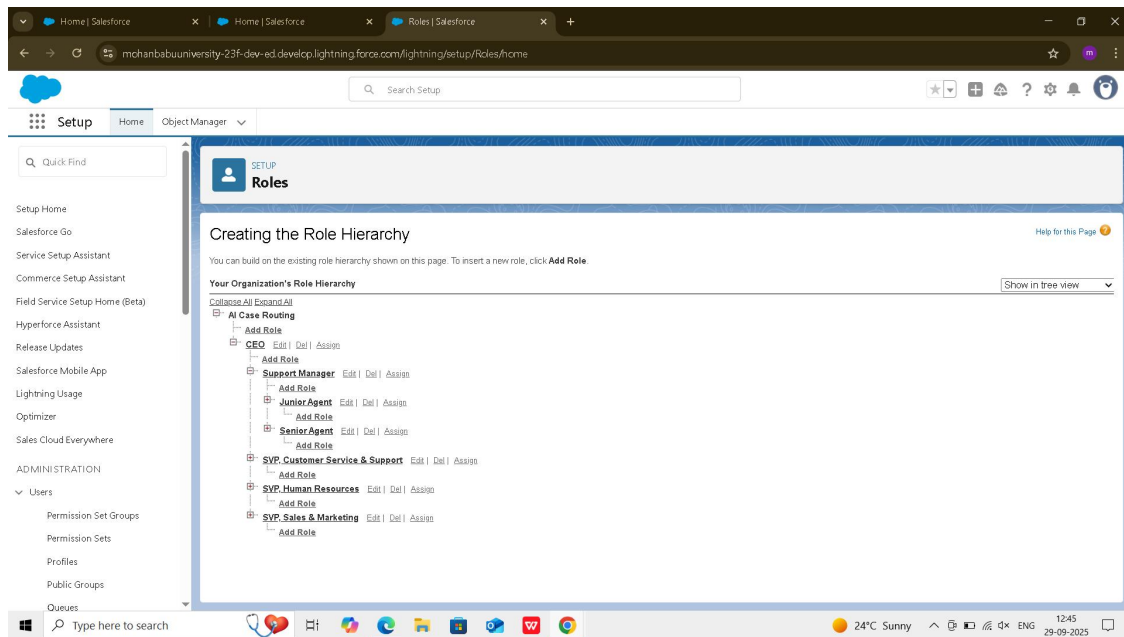 Home | Salesforce
Home | Salesforce
Roles | Salesforce
mohanbabuuniversity-23f-dev-ed.develop.lightning.force.com/lightning/setup/Roles/home
m
Search Setup
Setup
Home
Object Manager
Quick Find
Setup Home
Salesforce Go
Service Setup Assistant
Commerce Setup Assistant
Field Service Setup Home (Beta)
Hyperforce Assistant
Release Updates
Salesforce Mobile App
Lightning Usage
Optimizer
Sales Cloud Everywhere
ADMINISTRATION
Users
Permission Set Groups
Permission Sets
Profiles
Public Groups
Queues
SETUP
Roles
Creating the Role Hierarchy
Help for this Page
You can build on the existing role hierarchy shown on this page. To insert a new role, click Add Role.
Your Organization's Role Hierarchy
Show in tree view
Collapse All Expand All
AI Case Routing
Add Role
CEO Edit | Del | Assign
Add Role
Support Manager Edit | Del | Assign
Add Role
Junior Agent Edit | Del | Assign
Add Role
Senior Agent Edit | Del | Assign
Add Role
SVP, Customer Service & Support Edit | Del | Assign
Add Role
SVP, Human Resources Edit | Del | Assign
Add Role
SVP, Sales & Marketing Edit | Del | Assign
Add Role
Type here to search
24°C Sunny
ENG
12:45
29-09-2025